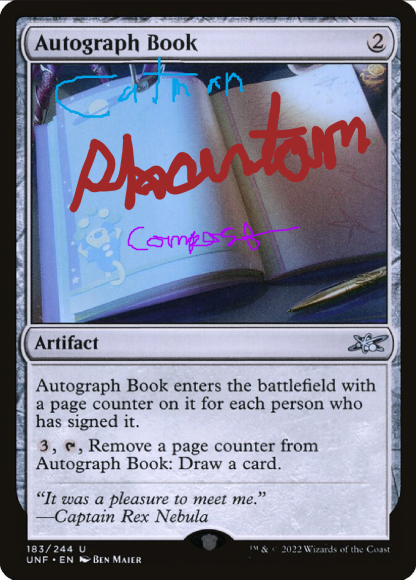 Autograph Book 2
Catman
Phantom
Compost
Artifact
Autograph Book enters the battlefield with
a page counter on it for each person who
has signed it.
3, T, Remove a page counter from
Autograph Book: Draw a card.
“It was a pleasure to meet me.”
—Captain Rex Nebula
183/244 U
UNF • EN Ben Maier ™ & © 2022 Wizards of the Coast